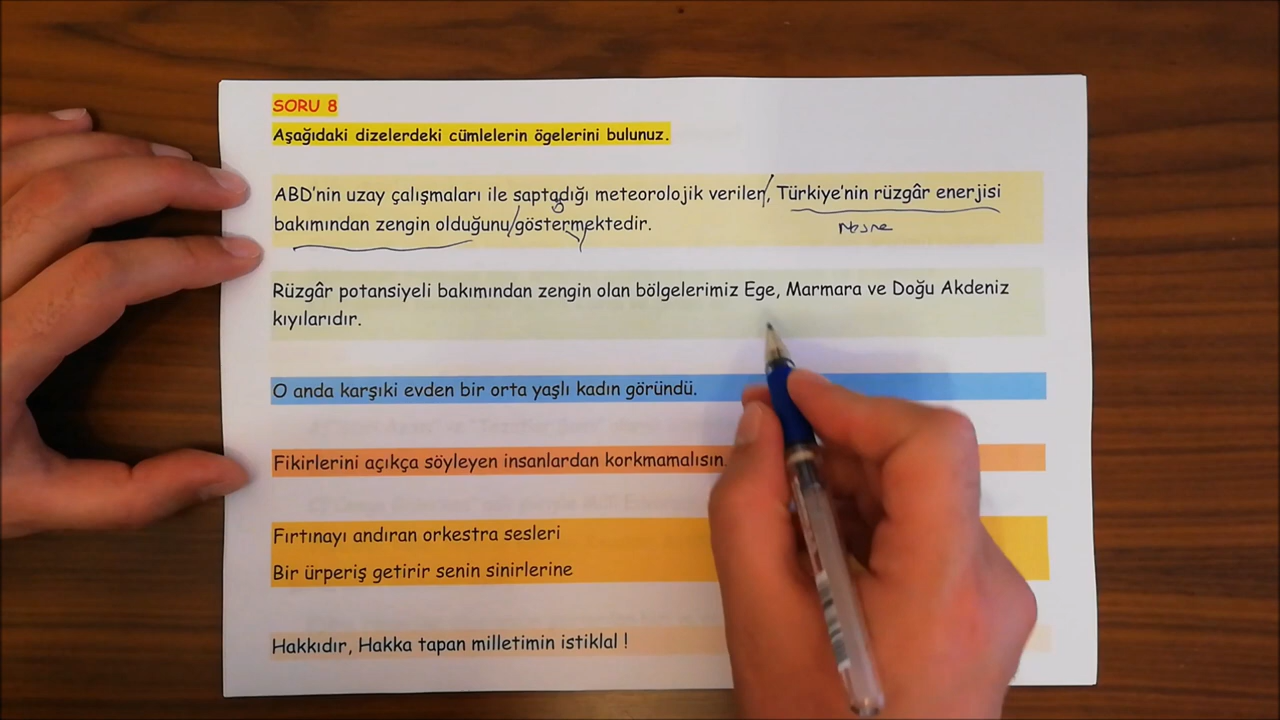 SORU 8
Aşağıdaki dizelerdeki cümlelerin ögelerini bulunuz.
ABD'nin uzay çalışmaları ile saptadığı meteorolojik veriler, Türkiye'nin rüzgâr enerjisi
bakımından zengin olduğunu göstermektedir.
Nesne
Rüzgâr potansiyeli bakımından zengin olan bölgelerimiz Ege, Marmara ve Doğu Akdeniz
kıyılarıdır.
O anda karşıki evden bir orta yaşlı kadın göründü.
Fikirlerini açıkça söyleyen insanlardan korkmamalısın
Fırtınayı andıran orkestra sesleri
Bir ürperiş getirir senin sinirlerine
Hakkıdır, Hakka tapan milletimin istiklal !